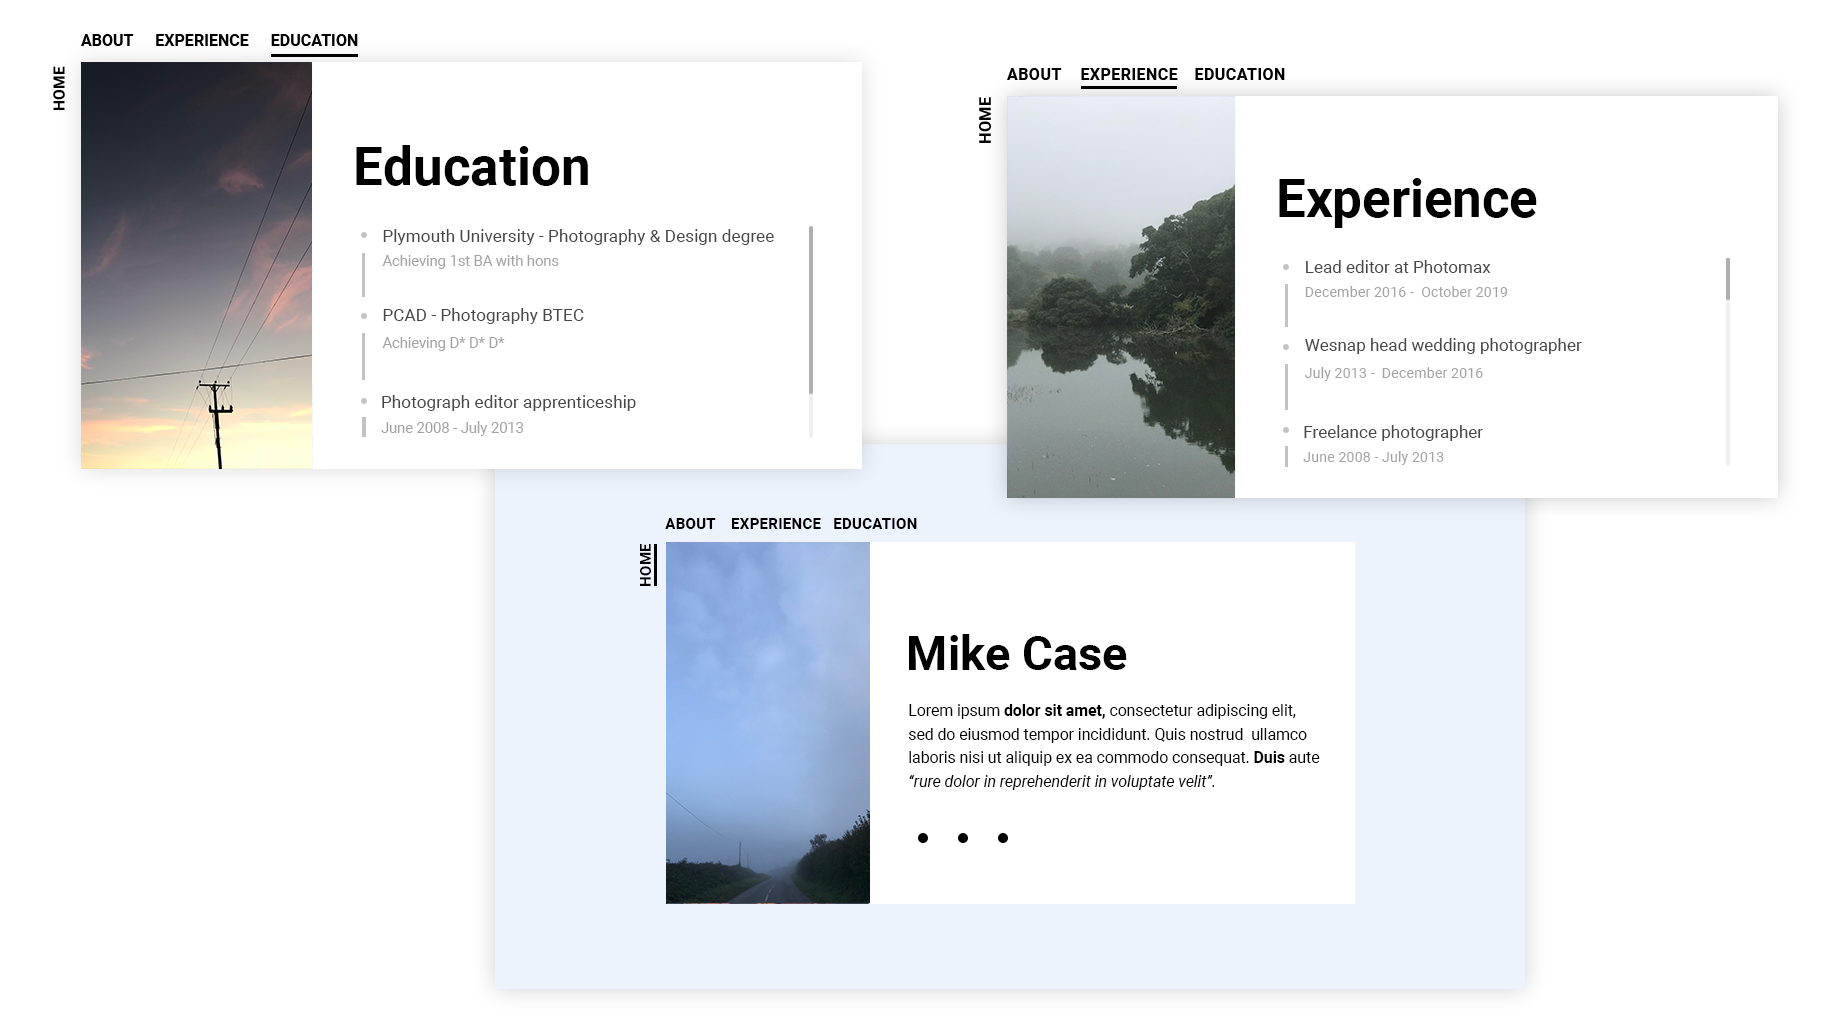 ABOUT EXPERIENCE EDUCATION
HOME
Education
Plymouth University - Photography & Design degree
Achieving 1st BA with hons
PCAD - Photography BTEC
Achieving D* D* D*
Photograph editor apprenticeship
June 2008 - July 2013
ABOUT EXPERIENCE EDUCATION
HOME
Experience
Lead editor at Photomax
December 2016 - October 2019
Wesnap head wedding photographer
July 2013 - December 2016
Freelance photographer
June 2008 - July 2013
ABOUT EXPERIENCE EDUCATION
HOME
Mike Case
Lorem ipsum dolor sit amet, consectetur adipiscing elit,
sed do eiusmod tempor incididunt. Quis nostrud ullamco
laboris nisi ut aliquip ex ea commodo consequat. Duis aute
“rure dolor in reprehenderit in voluptate velit”.